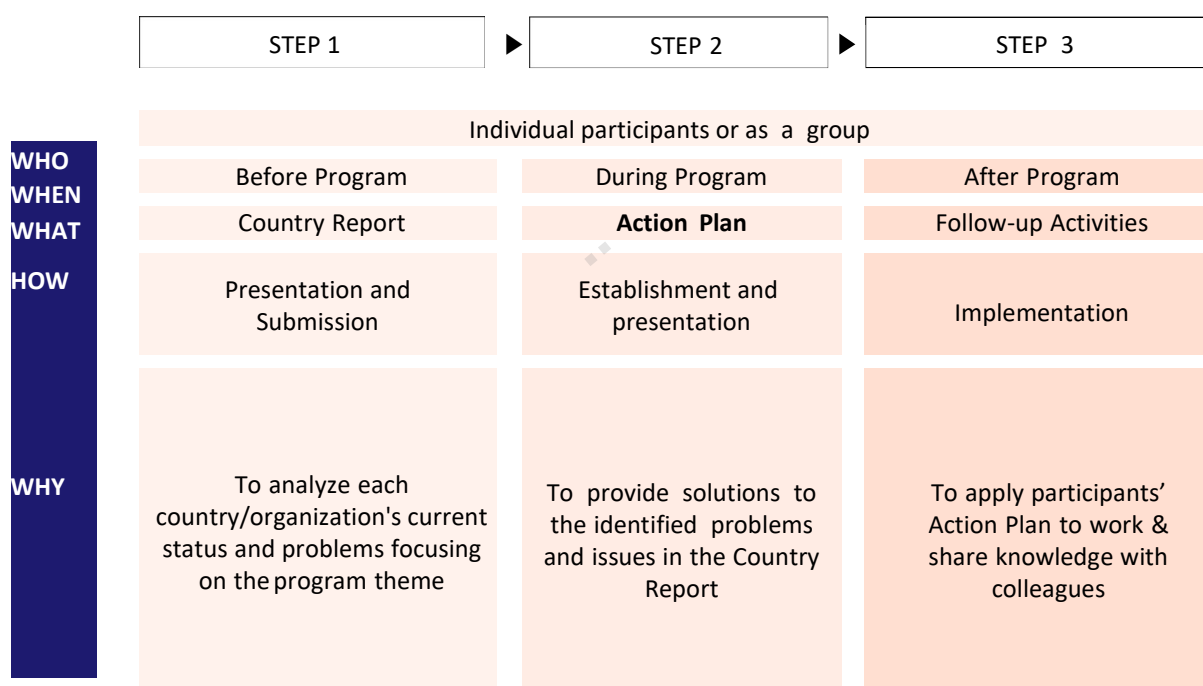 STEP 1 ▶ STEP 2 ▶ STEP 3
Individual participants or as a group
WHO
WHEN
Before Program
During Program
After Program
WHAT
Country Report
Action Plan
Follow-up Activities
HOW
Presentation and
Submission
Establishment and
presentation
Implementation
WHY
To analyze each
country/organization's current
status and problems focusing
on the program theme
To provide solutions to
the identified problems
and issues in the Country
Report
To apply participants’
Action Plan to work &
share knowledge with
colleagues